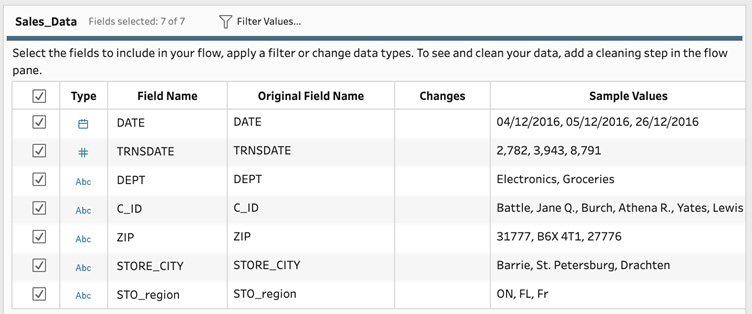 Sales_Data Fields selected: 7 of 7 Filter Values...
Select the fields to include in your flow, apply a filter or change data types. To see and clean your data, add a cleaning step in the flow
pane.
Type Field Name Original Field Name Changes Sample Values
DATE DATE 04/12/2016, 05/12/2016, 26/12/2016
# TRNSDATE TRNSDATE 2,782, 3,943, 8,791
Abc DEPT DEPT Electronics, Groceries
Abc C_ID C_ID Battle, Jane Q., Burch, Athena R., Yates, Lewis
Abc ZIP ZIP 31777, B6X 4T1, 27776
Abc STORE_CITY STORE_CITY Barrie, St. Petersburg, Drachten
Abc STO_region STO_region ON, FL, Fr